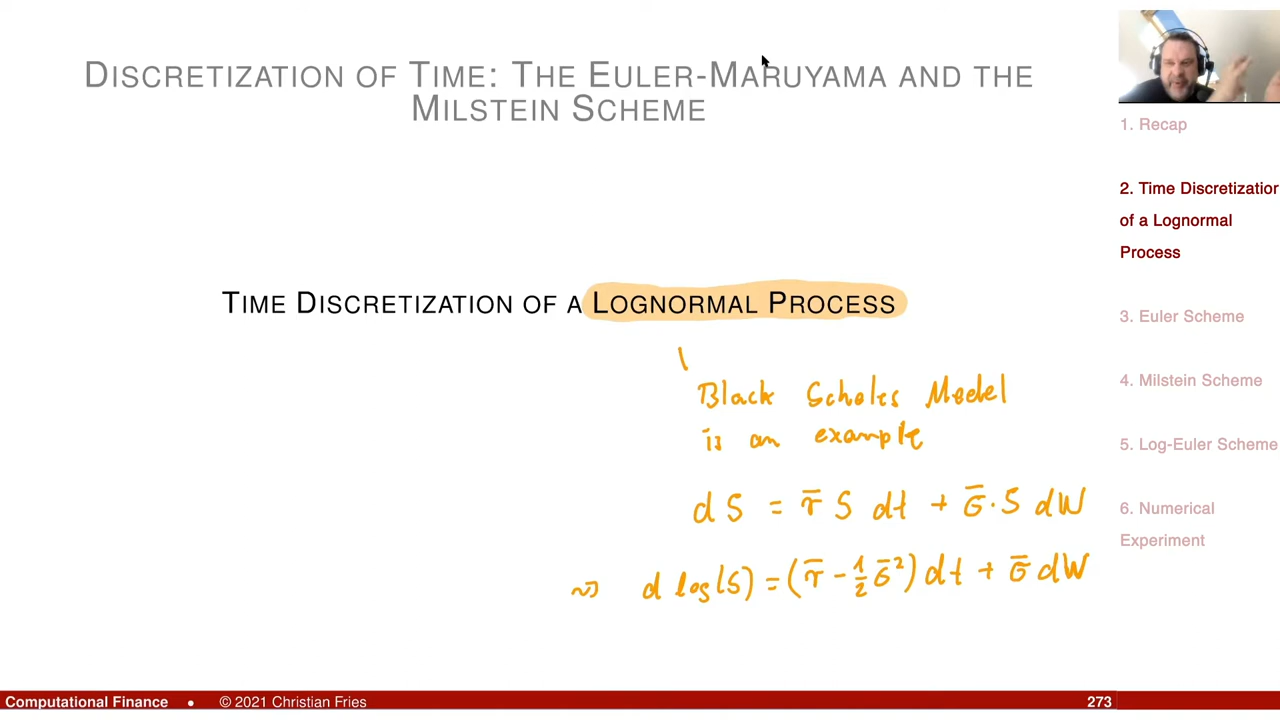 DISCRETIZATION OF TIME: THE EULER-MARUYAMA AND THE
MILSTEIN SCHEME
TIME DISCRETIZATION OF A LOGNORMAL PROCESS
Black Scholes Model
is an example
d S = r̄ S dt + σ̄ · S dW
⇝ d log(S) = (r̄ - ½ σ̄²) dt + σ̄ dW
1. Recap
2. Time Discretization
of a Lognormal
Process
3. Euler Scheme
4. Milstein Scheme
5. Log-Euler Scheme
6. Numerical
Experiment
Computational Finance • © 2021 Christian Fries 273